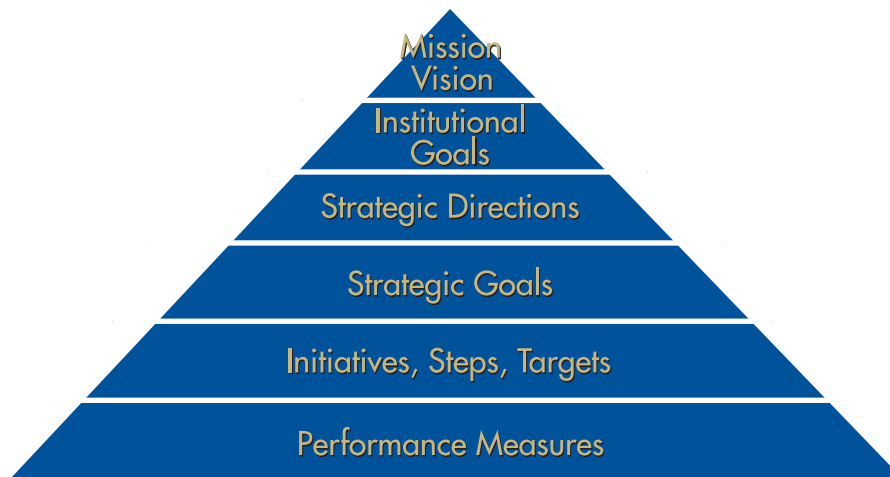 Mission
Vision
Institutional
Goals
Strategic Directions
Strategic Goals
Initiatives, Steps, Targets
Performance Measures